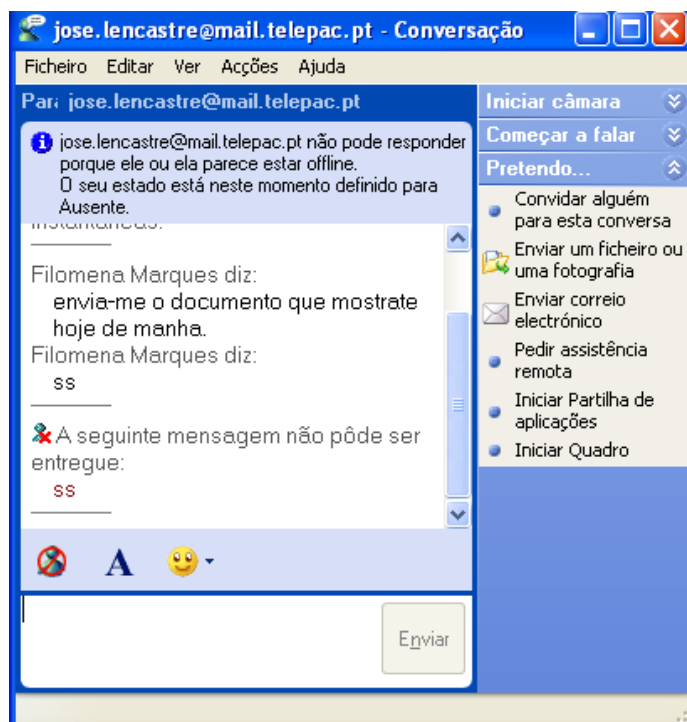 jose.lencastre@mail.telepac.pt - Conversação
Ficheiro Editar Ver Acções Ajuda
Para jose.lencastre@mail.telepac.pt
jose.lencastre@mail.telepac.pt não pode responder
porque ele ou ela parece estar offline.
O seu estado está neste momento definido para
Ausente.
instantâneas.
Filomena Marques diz:
envia-me o documento que mostrate
hoje de manha.
Filomena Marques diz:
ss
A seguinte mensagem não pôde ser
entregue:
ss
A
Enviar
Iniciar câmara
Começar a falar
Pretendo...
Convidar alguém
para esta conversa
Enviar um ficheiro ou
uma fotografia
Enviar correio
electrónico
Pedir assistência
remota
Iniciar Partilha de
aplicações
Iniciar Quadro